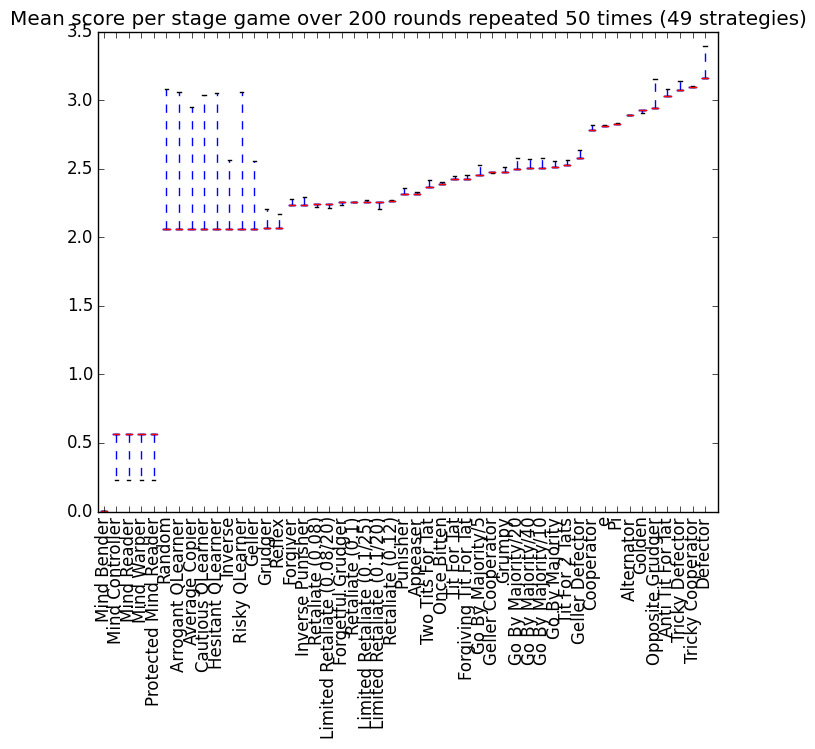 Mean score per stage game over 200 rounds repeated 50 times (49 strategies)
3.5
3.0
2.5
2.0
1.5
1.0
0.5
0.0
Mind Bender
Mind Controller
Mind Reader
Mind Warper
Protected Mind Reader
Random
Arrogant QLearner
Average Copier
Cautious QLearner
Hesitant QLearner
Inverse
Risky QLearner
Geller
Grudger
Reflex
Forgiver
Inverse Punisher
Retaliate (0.08)
Limited Retaliate (0.08/20)
Forgetful Grudger
Retaliate (0.1)
Limited Retaliate (0.1/25)
Limited Retaliate (0.1/20)
Retaliate (0.12)
Punisher
Appeaser
Two Tits For Tat
Once Bitten
Tit For Tat
Forgiving Tit For Tat
Go By Majority/5
Geller Cooperator
Grumpy
Go By Majority/20
Go By Majority/40
Go By Majority/10
Go By Majority
Tit For 2 Tats
Geller Defector
Cooperator
e
Pi
Alternator
Golden
Opposite Grudger
Anti Tit For Tat
Tricky Defector
Tricky Cooperator
Defector